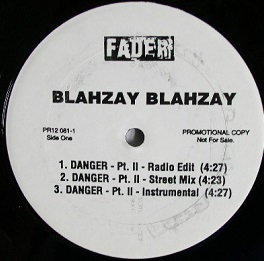 FADER
BLAHZAY BLAHZAY
PR12 081-1
Side One
PROMOTIONAL COPY
Not For Sale.
1. DANGER - Pt. II - Radio Edit (4:27)
2. DANGER - Pt. II - Street Mix (4:23)
3. DANGER - Pt. II - Instrumental (4:27)